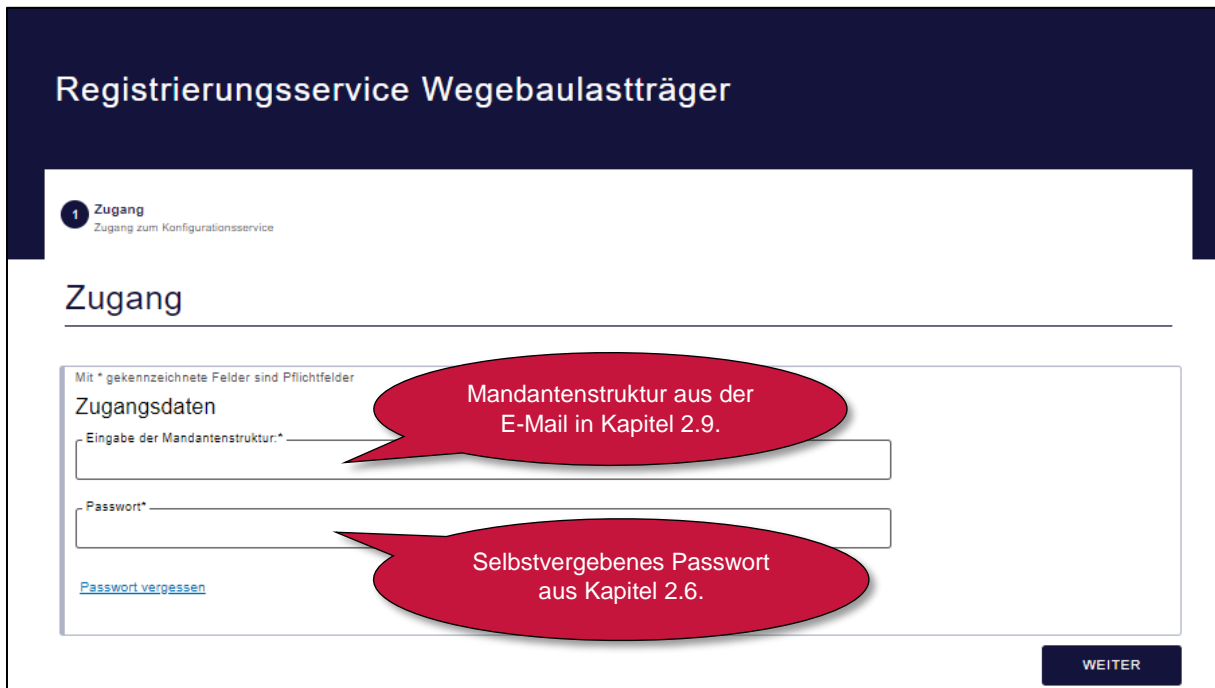 Registrierungsservice Wegebaulastträger
1 Zugang
Zugang zum Konfigurationsservice
Zugang
Mit * gekennzeichnete Felder sind Pflichtfelder
Zugangsdaten
Mandantenstruktur aus der
E-Mail in Kapitel 2.9.
Eingabe der Mandantenstruktur:*
Passwort*
Selbstvergebenes Passwort
aus Kapitel 2.6.
Passwort vergessen
WEITER